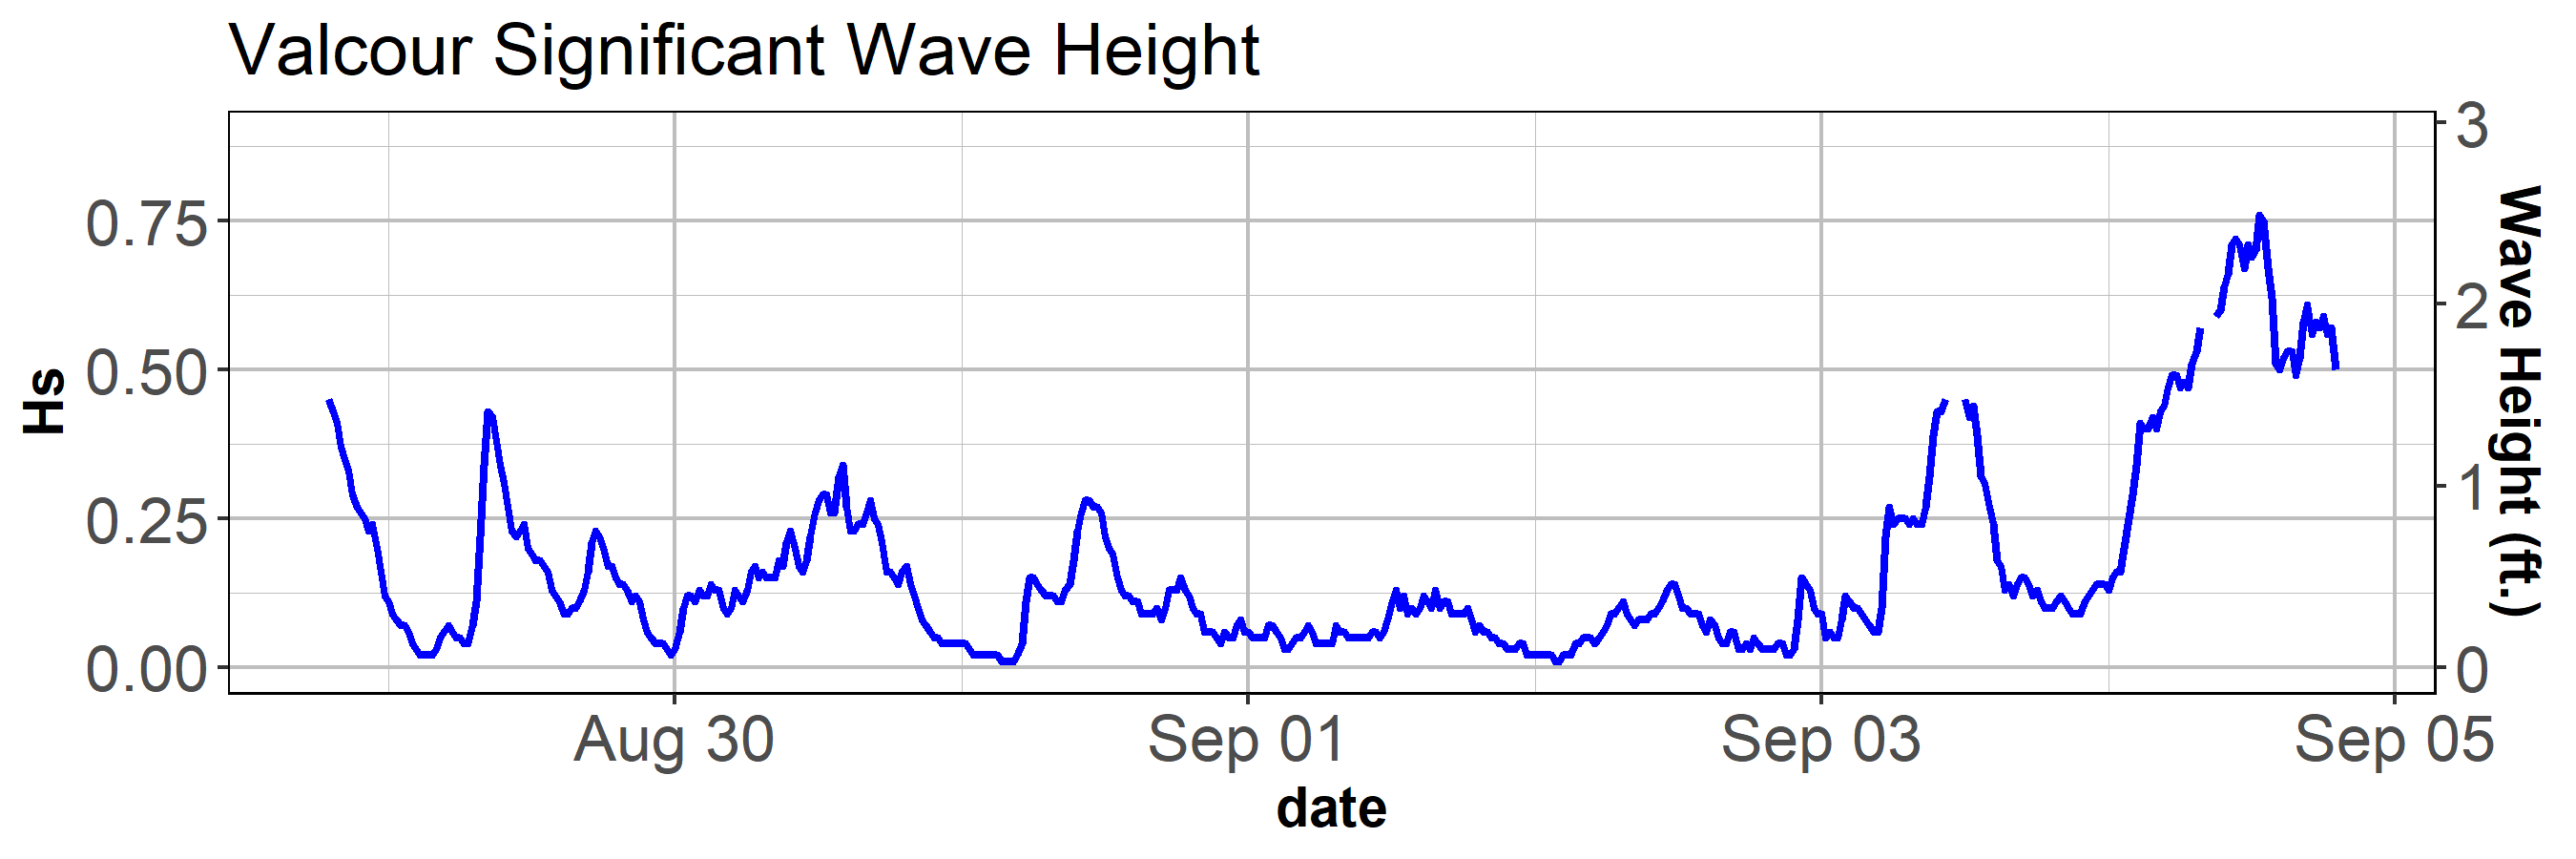 Valcour Significant Wave Height
Hs
0.75
0.50
0.25
0.00
3
2
1
0
Wave Height (ft.)
Aug 30 Sep 01 Sep 03 Sep 05
date